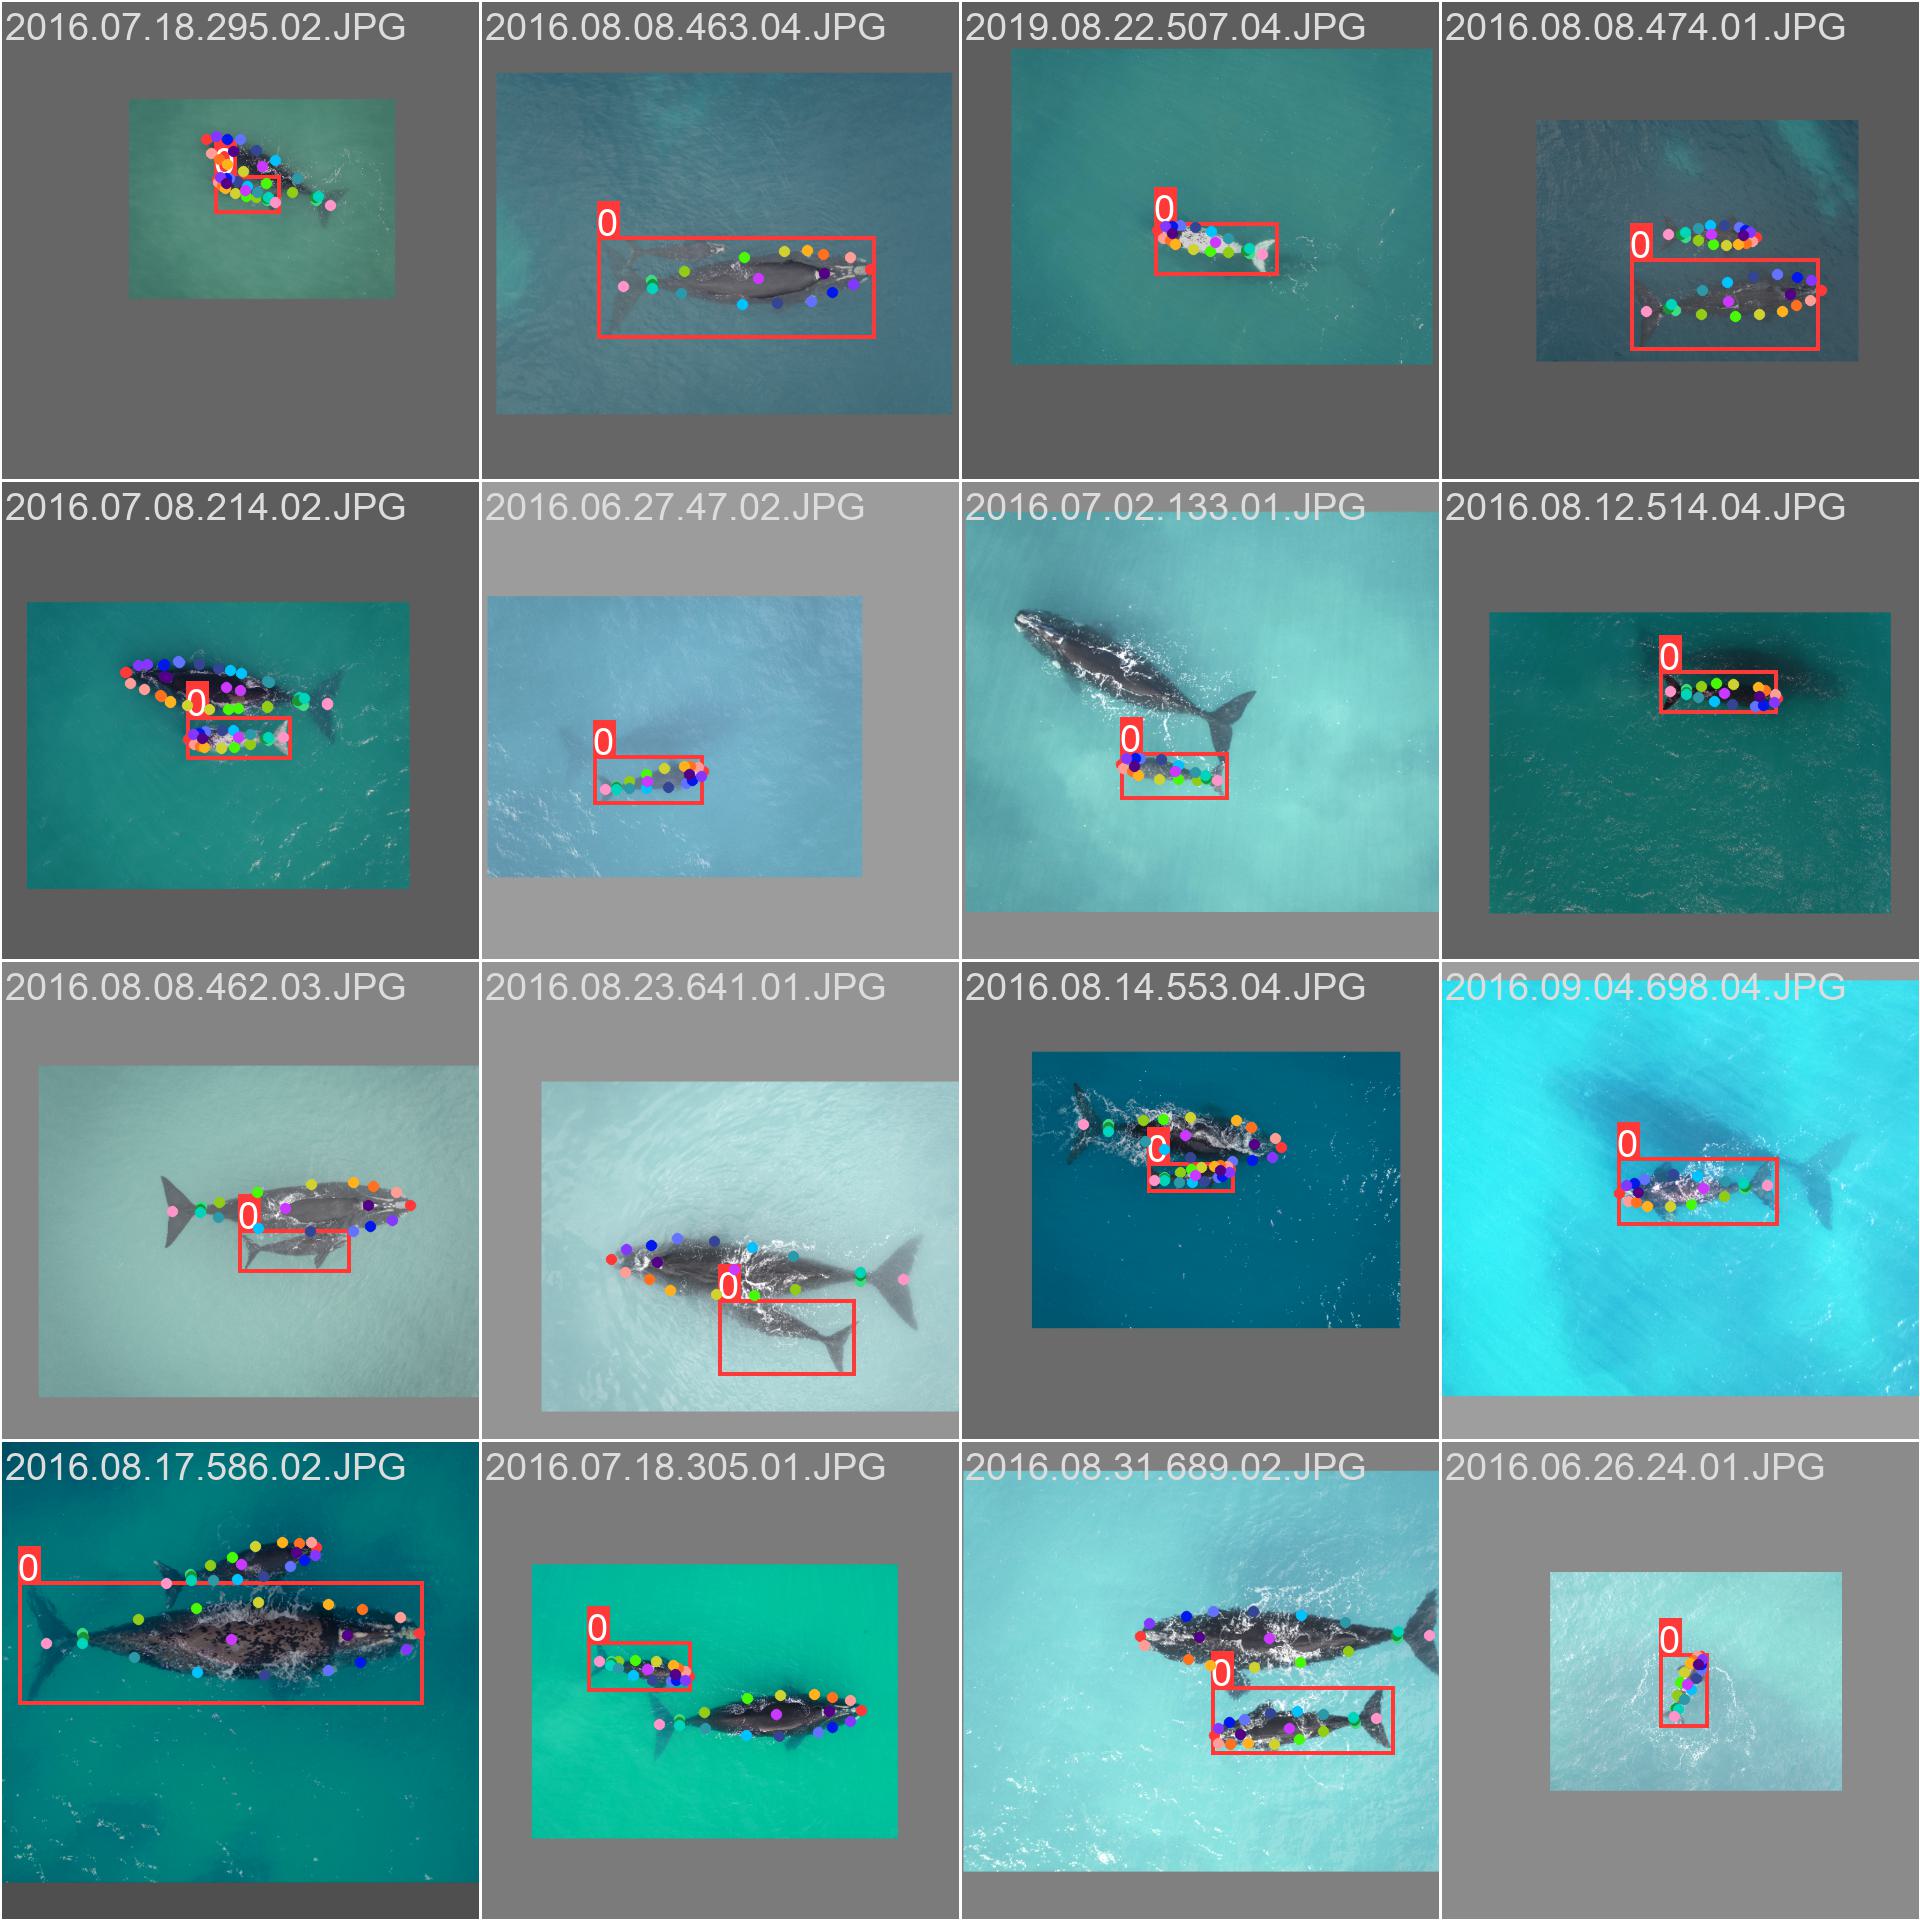 2016.07.18.295.02.JPG
2016.08.08.463.04.JPG
2019.08.22.507.04.JPG
2016.08.08.474.01.JPG
0
0
0
0
2016.07.08.214.02.JPG
2016.06.27.47.02.JPG
2016.07.02.133.01.JPG
2016.08.12.514.04.JPG
0
0
0
0
2016.08.08.462.03.JPG
2016.08.23.641.01.JPG
2016.08.14.553.04.JPG
2016.09.04.698.04.JPG
0
0
0
0
2016.08.17.586.02.JPG
2016.07.18.305.01.JPG
2016.08.31.689.02.JPG
2016.06.26.24.01.JPG
0
0
0
0